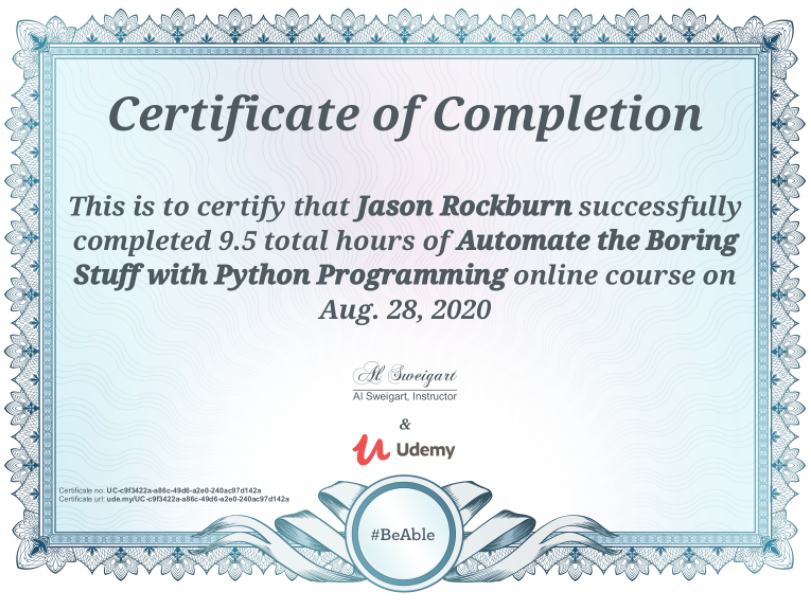 Certificate of Completion
This is to certify that Jason Rockburn successfully
completed 9.5 total hours of Automate the Boring
Stuff with Python Programming online course on
Aug. 28, 2020
Al Sweigart
Al Sweigart, Instructor
&
Udemy
Certificate no: UC-c9f3422a-a86c-49d6-a2e0-240ac97d142a
Certificate url: ude.my/UC-c9f3422a-a86c-49d6-a2e0-240ac97d142a
#BeAble